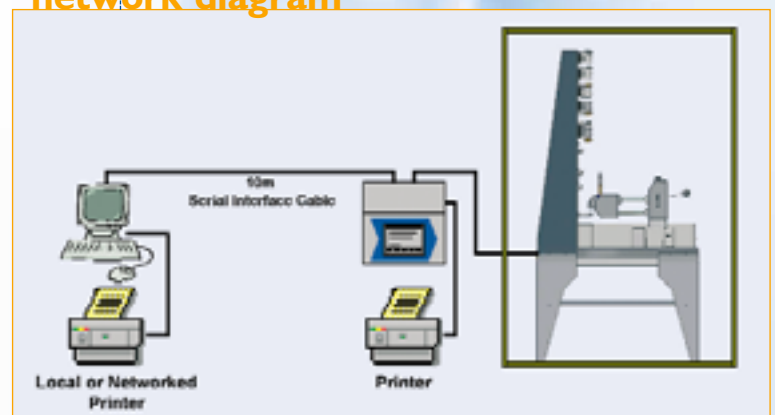 network diagram
10m
Serial Interface Cable
Local or Networked
Printer
Printer